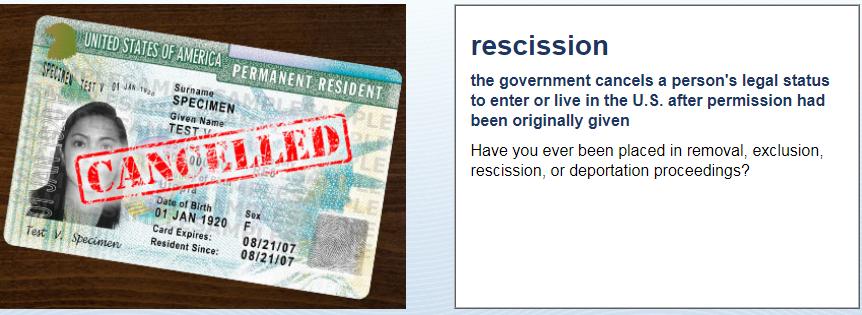 UNITED STATES OF AMERICA
PERMANENT RESIDENT
SPECIMEN TEST V 01 JAN 1920
Surname
SPECIMEN
Given Name
TEST V
CANCELLED
Date of Birth
01 JAN 1920
Sex
F
Card Expires: 08/21/07
Resident Since: 08/21/07
Test V. Specimen
rescission
the government cancels a person's legal status
to enter or live in the U.S. after permission had
been originally given
Have you ever been placed in removal, exclusion,
rescission, or deportation proceedings?